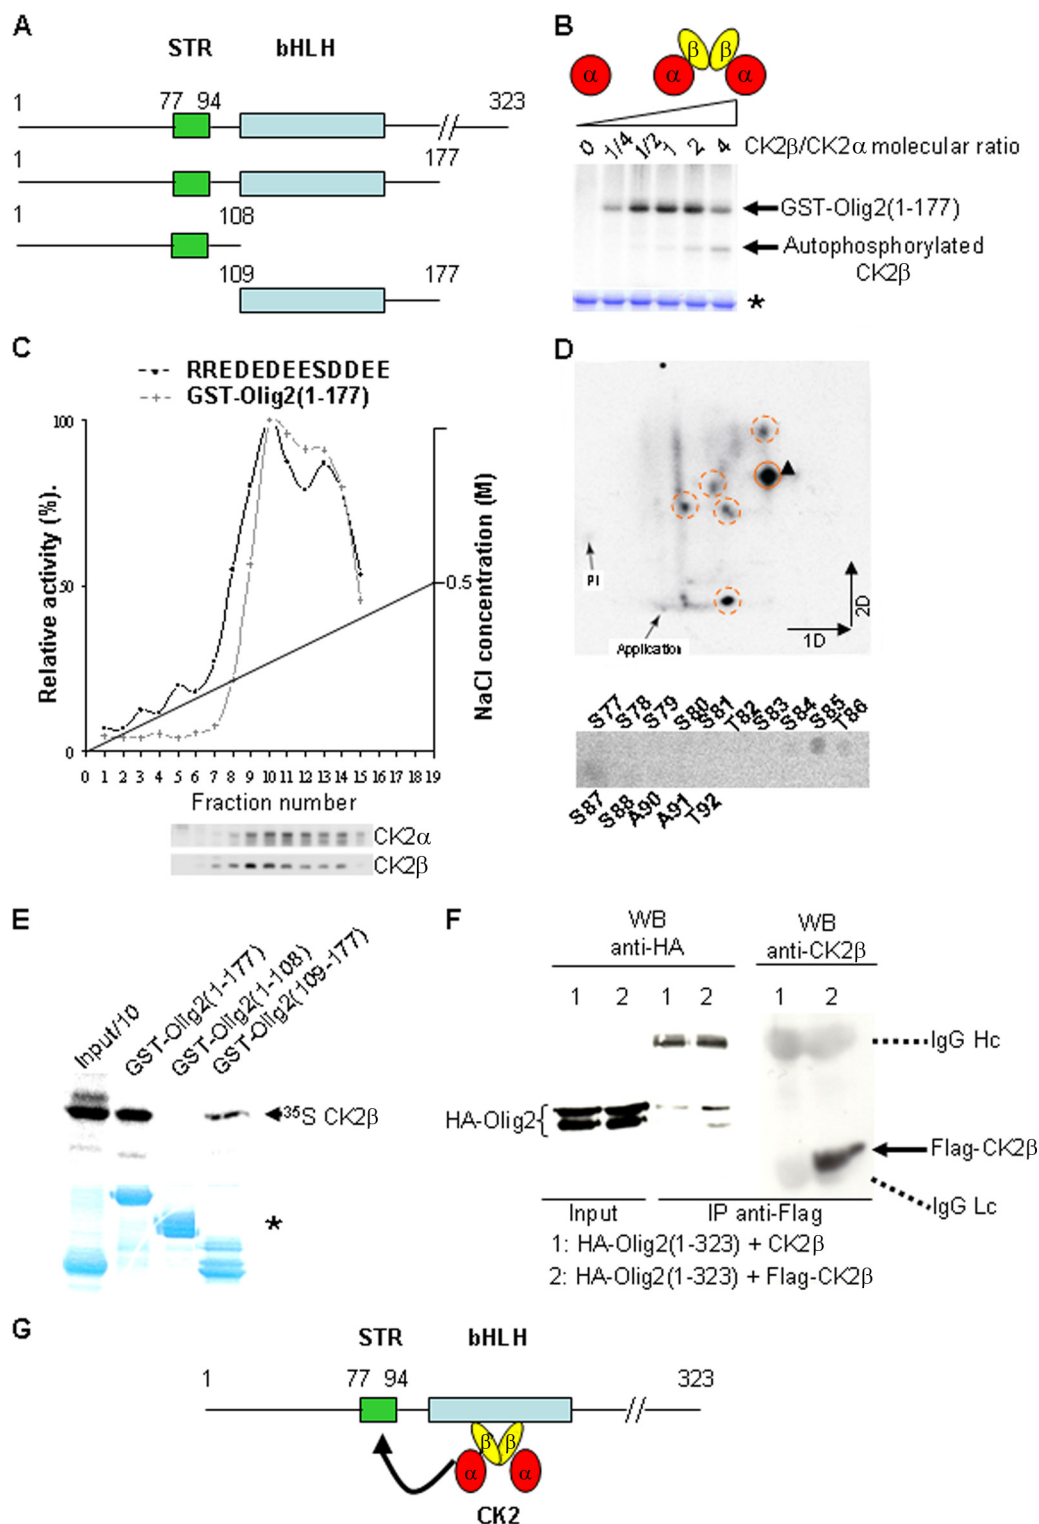 A
STR bHLH
1 77 94 323
1 177
1 108
109 177
B
α α β β α
0 1/4 1/2 1 2 4 CK2β/CK2α molecular ratio
GST-Olig2(1-177)
Autophosphorylated
CK2β
*
C
RREDEDEESDDEE
GST-Olig2(1-177)
Relative activity (%).
100
50
0
NaCl concentration (M)
0.5
0 1 2 3 4 5 6 7 8 9 10 11 12 13 14 15 16 17 18 19
Fraction number
CK2α
CK2β
D
PI
Application
1D
2D
S77 S78 S79 S80 S81 T82 S83 S84 S85 T86
S87 S88 A90 A91 T92
E
Input/10
GST-Olig2(1-177)
GST-Olig2(1-108)
GST-Olig2(109-177)
35S CK2β
*
F
WB
anti-HA
WB
anti-CK2β
1 2 1 2 1 2
IgG Hc
HA-Olig2
Flag-CK2β
IgG Lc
Input IP anti-Flag
1: HA-Olig2(1-323) + CK2β
2: HA-Olig2(1-323) + Flag-CK2β
G
STR bHLH
1 77 94 323
β β
α α
CK2